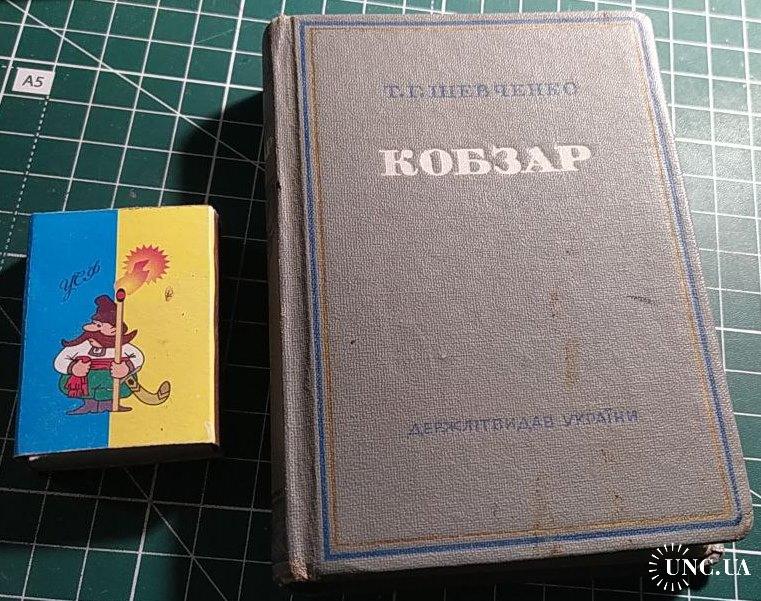 A5
Т. Г. ШЕВЧЕНКО
КОБЗАР
УСФ
ДЕРЖЛІТВИДАВ УКРАЇНИ
UNC.UA